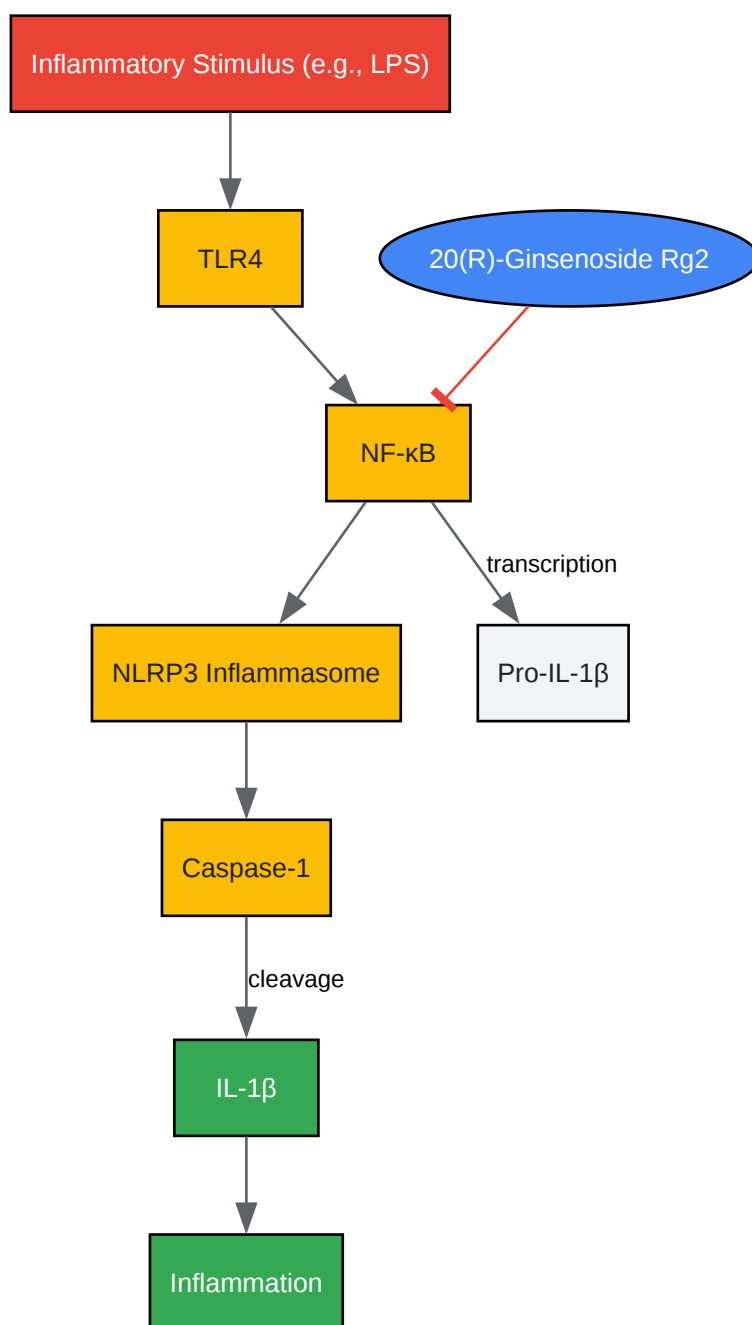 Inflammatory Stimulus (e.g., LPS)
TLR4
20(R)-Ginsenoside Rg2
NF-κB
transcription
NLRP3 Inflammasome
Pro-IL-1β
Caspase-1
cleavage
IL-1β
Inflammation